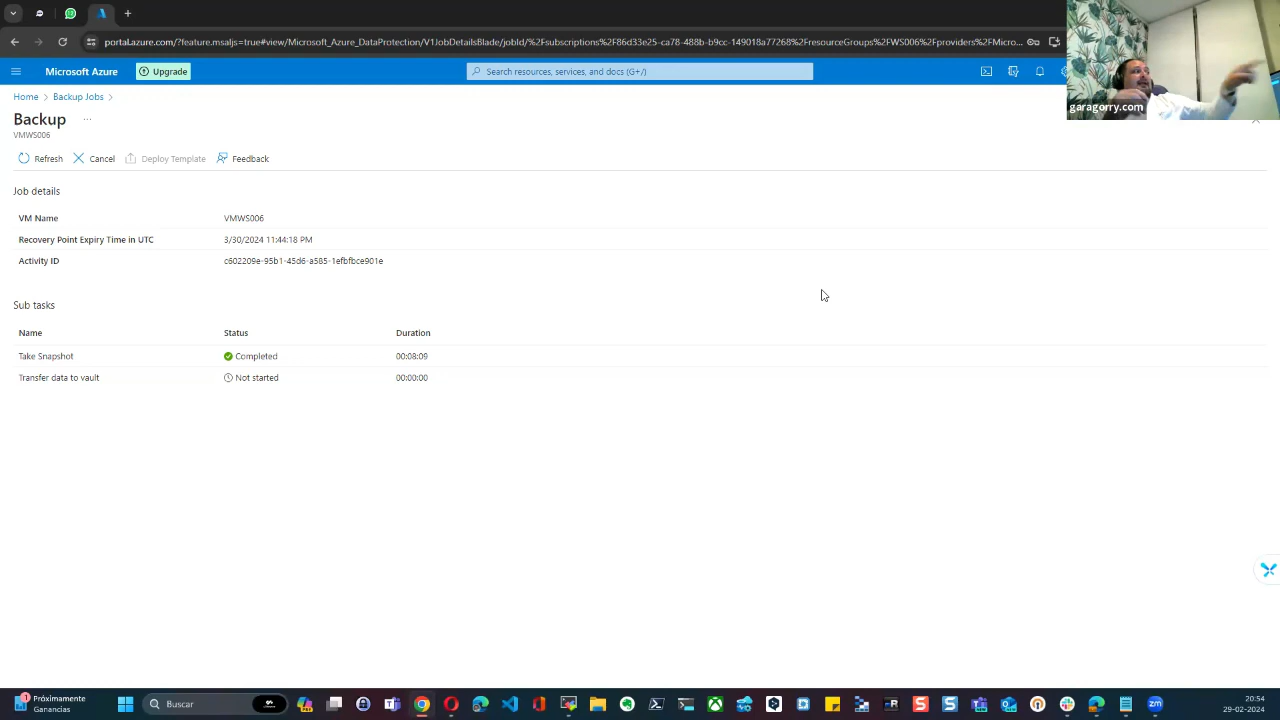 portal.azure.com/?feature.msaljs=true#view/Microsoft_Azure_DataProtection/V1JobDetailsBlade/jobId/%2Fsubscriptions%2F86d33e25-ca78-488b-b9cc-149018a77268%2FresourceGroups%2FWS006%2Fproviders%2FMicro...
Microsoft Azure
Upgrade
Search resources, services, and docs (G+/)
garagorry.com
Home > Backup Jobs >
Backup ...
VMWS006
Refresh Cancel Deploy Template Feedback
Job details
VM Name VMWS006
Recovery Point Expiry Time in UTC 3/30/2024 11:44:18 PM
Activity ID c602209e-95b1-45d6-a585-1efbfbce901e
Sub tasks
Name Status Duration
Take Snapshot Completed 00:08:09
Transfer data to vault Not started 00:00:00
1
Próximamente
Ganancias
Buscar
20:54
29-02-2024